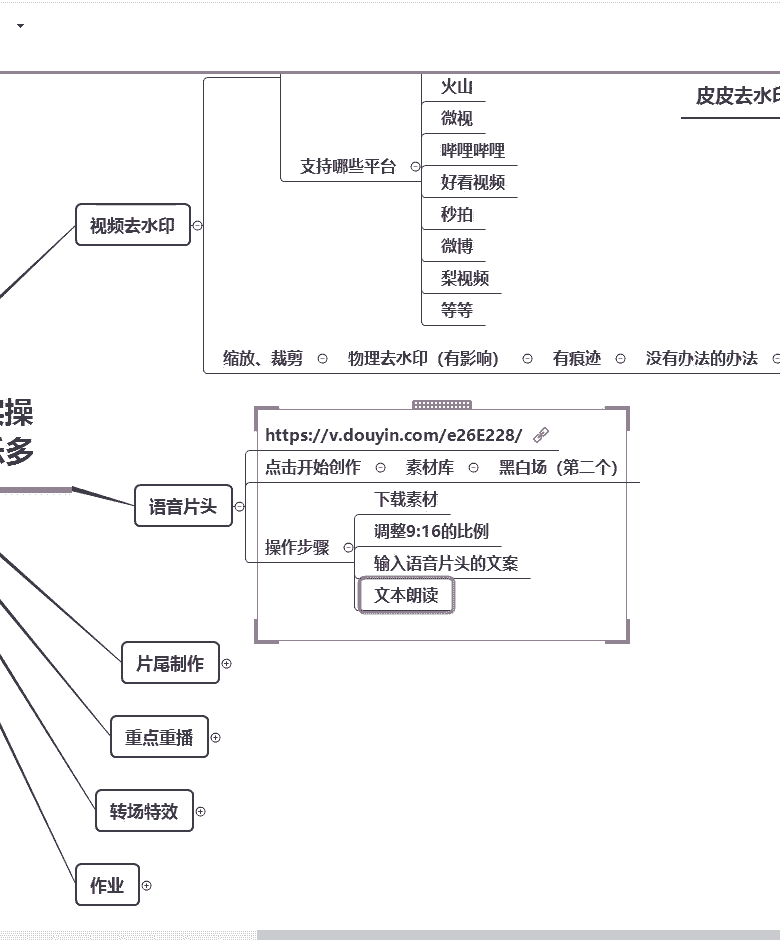 火山
皮皮去水印
微视
哔哩哔哩
支持哪些平台
好看视频
秒拍
视频去水印
微博
梨视频
等等
缩放、裁剪
物理去水印（有影响）
有痕迹
没有办法的办法
操
多
https://v.douyin.com/e26E228/
点击开始创作
素材库
黑白场（第二个）
语音片头
下载素材
调整9:16的比例
操作步骤
输入语音片头的文案
文本朗读
片尾制作
重点重播
转场特效
作业